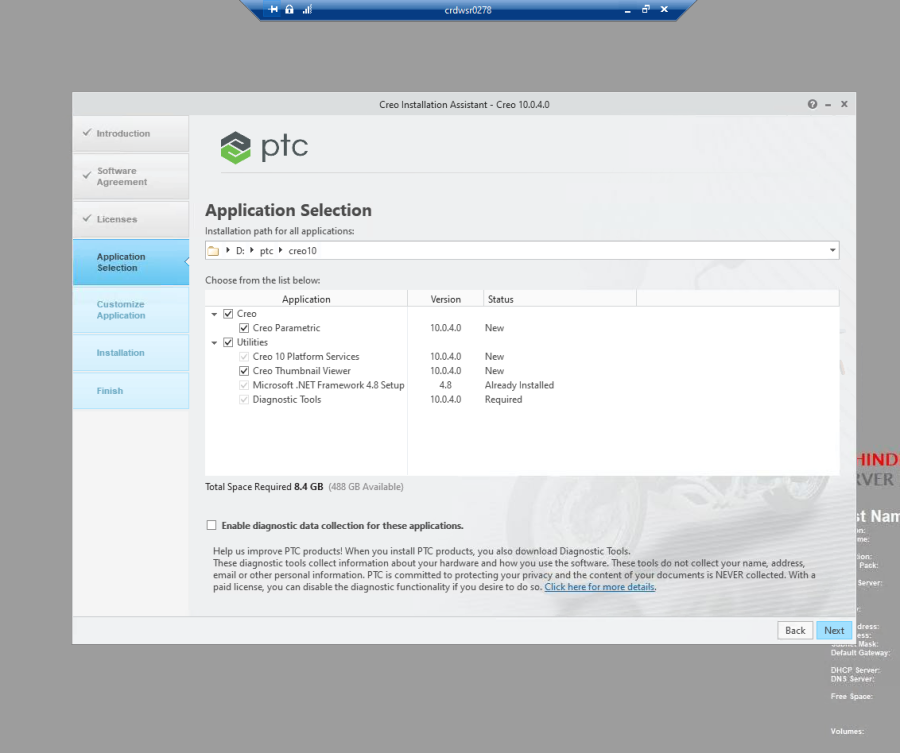 crdwsr0278
Creo Installation Assistant - Creo 10.0.4.0
Introduction
Software
Agreement
Licenses
Application
Selection
Customize
Application
Installation
Finish
ptc
Application Selection
Installation path for all applications:
D: ptc creo10
Choose from the list below:
Application Version Status
Creo
Creo Parametric 10.0.4.0 New
Utilities
Creo 10 Platform Services 10.0.4.0 New
Creo Thumbnail Viewer 10.0.4.0 New
Microsoft .NET Framework 4.8 Setup 4.8 Already Installed
Diagnostic Tools 10.0.4.0 Required
Total Space Required 8.4 GB (488 GB Available)
Enable diagnostic data collection for these applications.
Help us improve PTC products! When you install PTC products, you also download Diagnostic Tools.
These diagnostic tools collect information about your hardware and how you use the software. These tools do not collect your name, address,
email or other personal information. PTC is committed to protecting your privacy and the content of your documents is NEVER collected. With a
paid license, you can disable the diagnostic functionality if you desire to do so. Click here for more details.
Back Next
HIND
VER
st Nam
on:
me:
ion:
Pack:
Server:
dress:
ess:
Mask:
Default Gateway:
DHCP Server:
DNS Server:
Free Space:
Volumes: